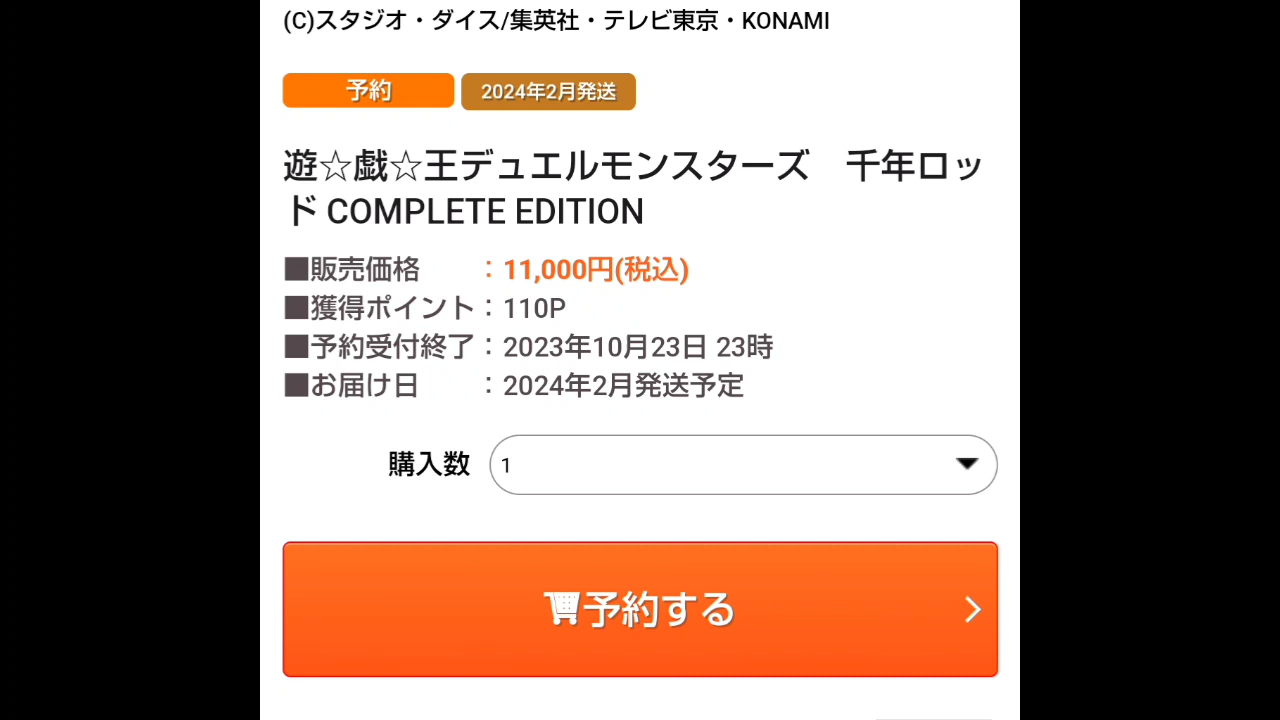 (C)スタジオ・ダイス/集英社・テレビ東京・KONAMI
予約 2024年2月発送
遊☆戯☆王デュエルモンスターズ　千年ロッ
ド COMPLETE EDITION
■販売価格　　：11,000円(税込)
■獲得ポイント：110P
■予約受付終了：2023年10月23日 23時
■お届け日　　：2024年2月発送予定
購入数 1
予約する